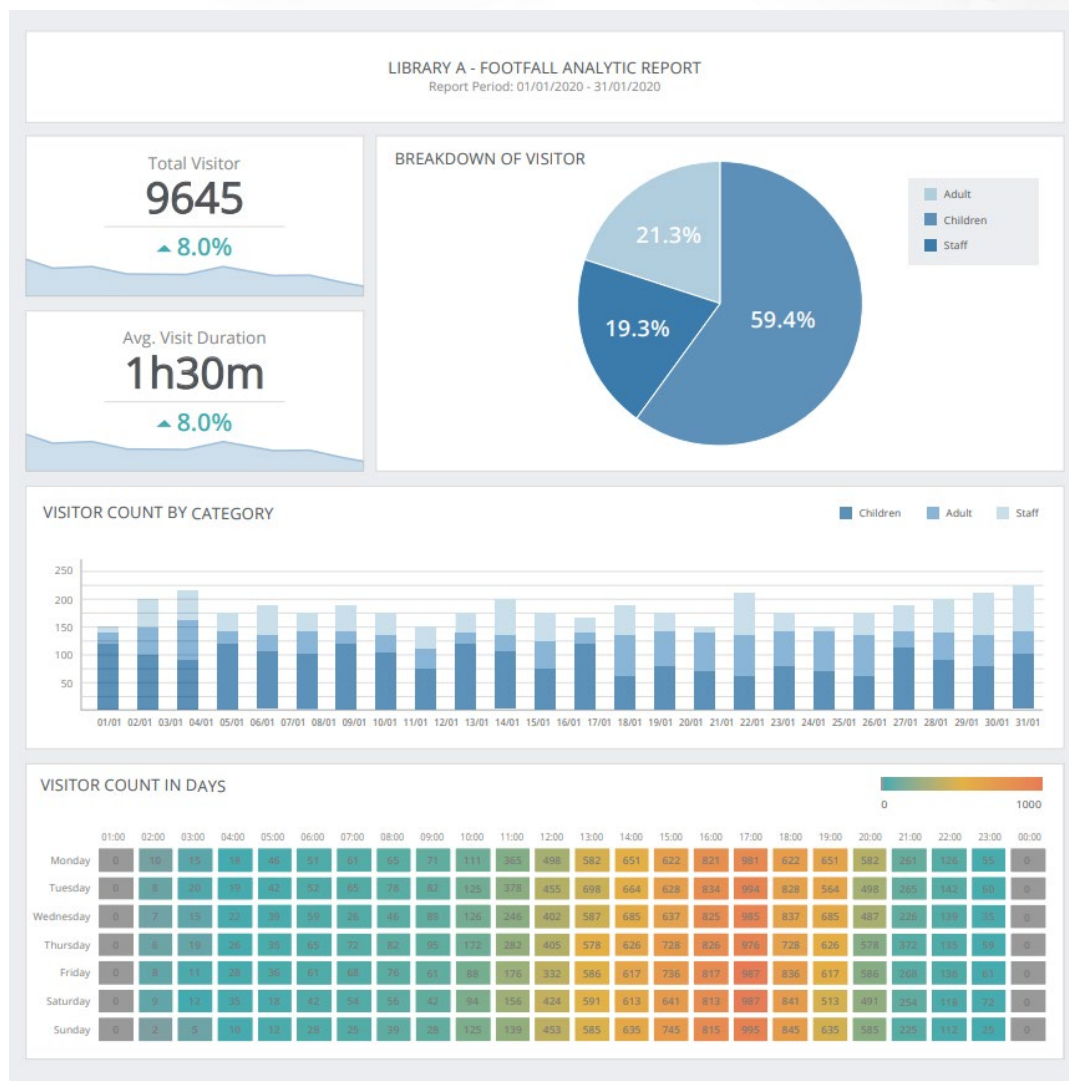 LIBRARY A - FOOTFALL ANALYTIC REPORT
Report Period: 01/01/2020 - 31/01/2020
Total Visitor
9645
8.0%
Avg. Visit Duration
1h30m
8.0%
BREAKDOWN OF VISITOR
21.3%
19.3%
59.4%
Adult
Children
Staff
VISITOR COUNT BY CATEGORY
Children Adult Staff
250
200
150
100
50
01/01 02/01 03/01 04/01 05/01 06/01 07/01 08/01 09/01 10/01 11/01 12/01 13/01 14/01 15/01 16/01 17/01 18/01 19/01 20/01 21/01 22/01 23/01 24/01 25/01 26/01 27/01 28/01 29/01 30/01 31/01
VISITOR COUNT IN DAYS
0 1000
01:00 02:00 03:00 04:00 05:00 06:00 07:00 08:00 09:00 10:00 11:00 12:00 13:00 14:00 15:00 16:00 17:00 18:00 19:00 20:00 21:00 22:00 23:00 00:00
Monday 0 10 15 18 46 51 61 65 71 111 365 498 582 651 622 821 981 622 651 582 261 126 55 0
Tuesday 0 8 20 19 42 52 65 78 82 125 378 455 698 664 628 834 994 828 564 498 265 142 60 0
Wednesday 0 7 15 22 39 59 26 46 89 126 246 402 587 685 637 825 985 837 685 487 226 139 35 0
Thursday 0 6 19 26 35 65 72 82 95 172 282 405 578 626 728 826 976 728 626 578 372 135 59 0
Friday 0 8 11 28 36 61 68 76 61 88 176 332 586 617 736 817 987 836 617 586 268 136 61 0
Saturday 0 9 12 35 18 42 54 56 42 94 156 424 591 613 641 813 987 841 513 491 254 118 72 0
Sunday 0 2 5 10 12 28 25 29 28 125 139 453 585 635 745 815 995 845 635 585 225 112 25 0